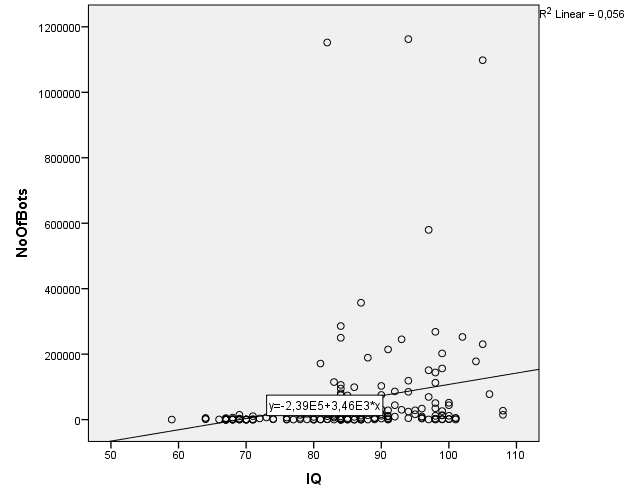 R2 Linear = 0,056
1200000
1000000
800000
600000
400000
200000
0
NoOfBots
y=-2,39E5+3,46E3*x
50 60 70 80 90 100 110
IQ